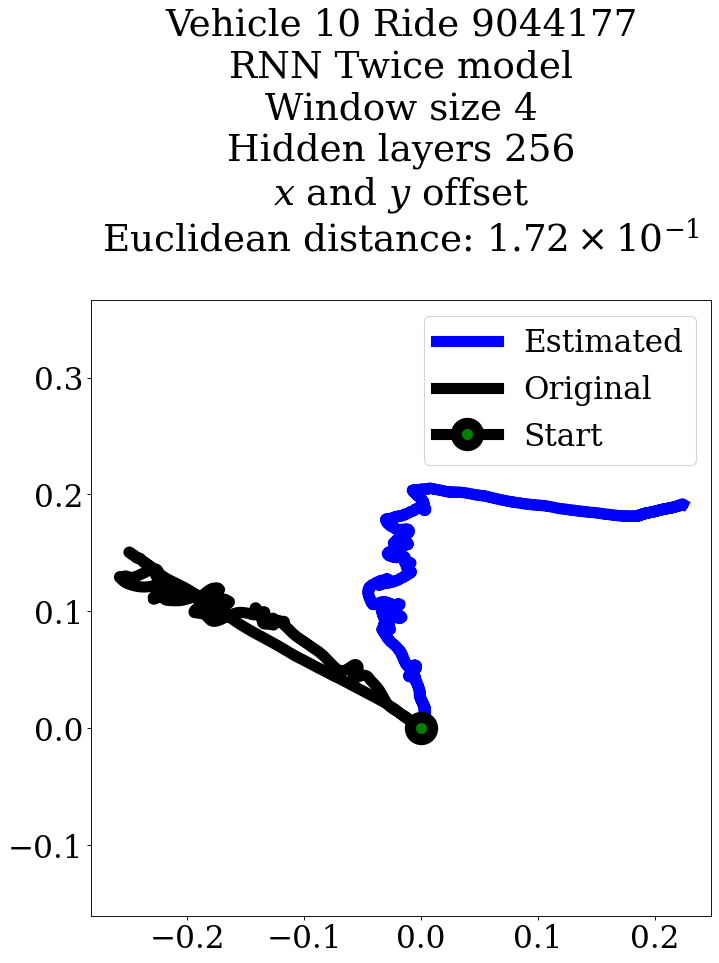 Vehicle 10 Ride 9044177
RNN Twice model
Window size 4
Hidden layers 256
x and y offset
Euclidean distance: 1.72 × 10⁻¹
Estimated
Original
Start
0.3
0.2
0.1
0.0
−0.1
−0.2 −0.1 0.0 0.1 0.2